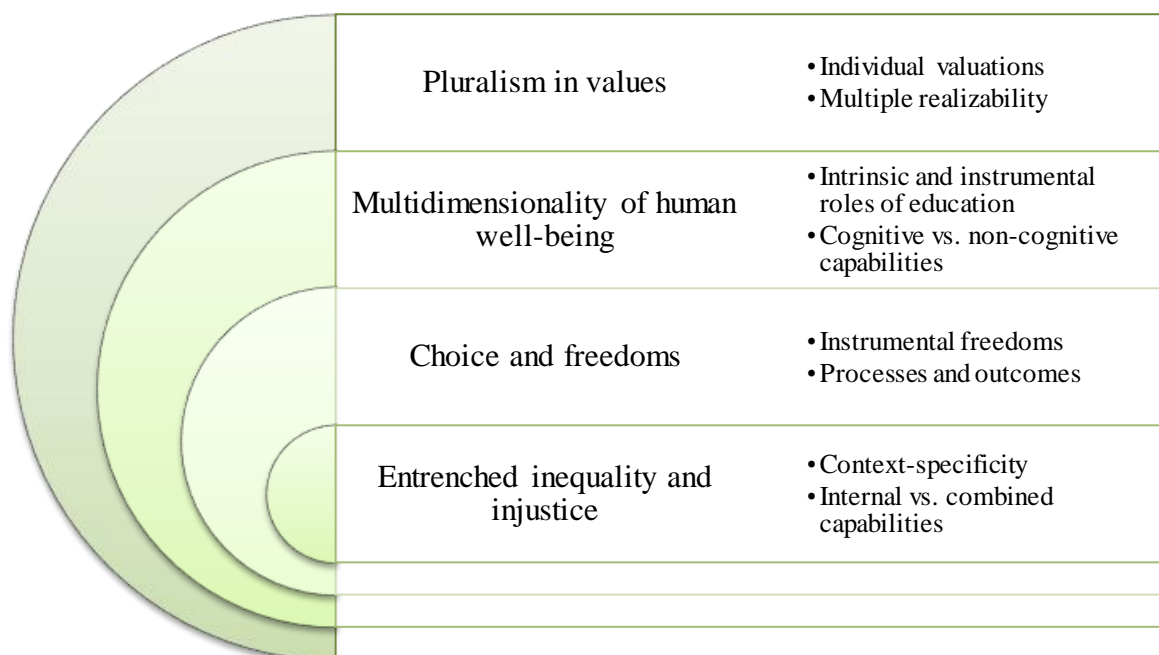 Pluralism in values
• Individual valuations
• Multiple realizability
Multidimensionality of human
well-being
• Intrinsic and instrumental
roles of education
• Cognitive vs. non-cognitive
capabilities
Choice and freedoms
• Instrumental freedoms
• Processes and outcomes
Entrenched inequality and
injustice
• Context-specificity
• Internal vs. combined
capabilities